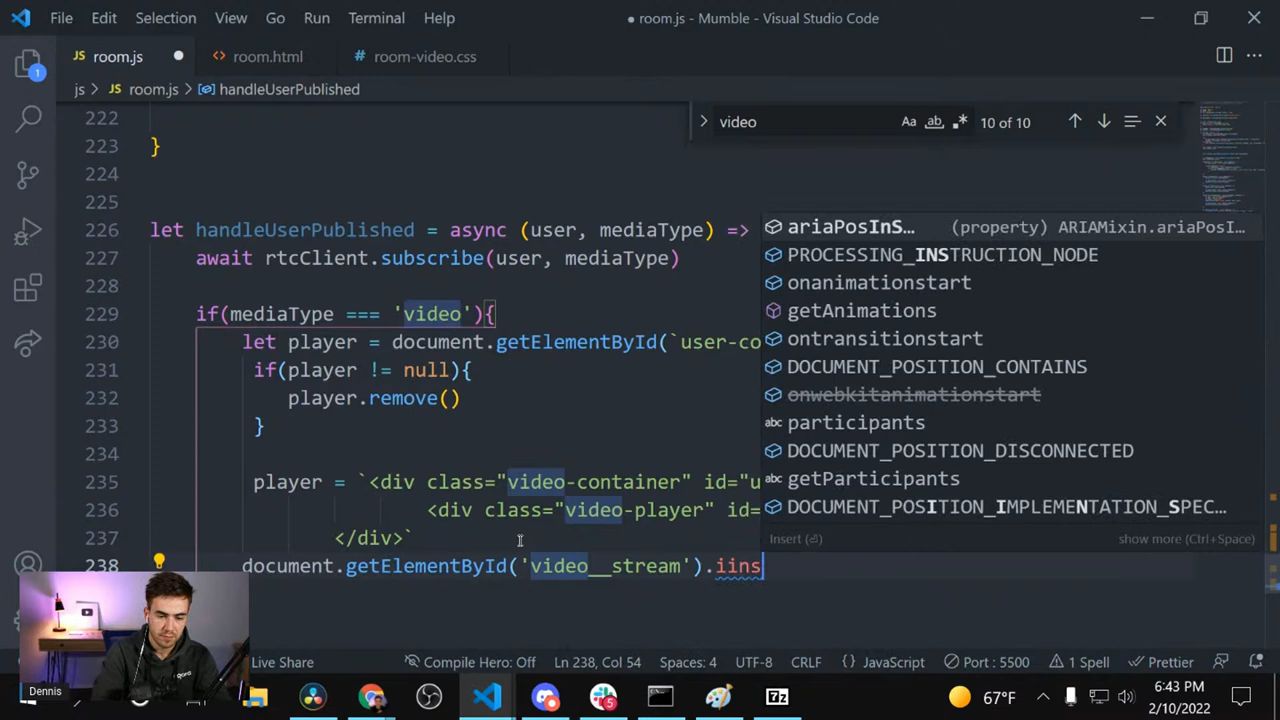 File Edit Selection View Go Run Terminal Help
● room.js - Mumble - Visual Studio Code
JS room.js ●
<> room.html
# room-video.css
js > JS room.js > handleUserPublished
1
> video
Aa ab .* 10 of 10
222
223 }
224
225
226 let handleUserPublished = async (user, mediaType) =>
227 await rtcClient.subscribe(user, mediaType)
228
229 if(mediaType === 'video'){
230 let player = document.getElementById(`user-co
231 if(player != null){
232 player.remove()
233 }
234
235 player = `<div class="video-container" id="u
236 <div class="video-player" id=
237 </div>`
238 document.getElementById('video__stream').iins
ariaPosInS... (property) ARIAMixin.ariaPosI...
PROCESSING_INSTRUCTION_NODE
onanimationstart
getAnimations
ontransitionstart
DOCUMENT_POSITION_CONTAINS
onwebkitanimationstart
abc participants
DOCUMENT_POSITION_DISCONNECTED
abc getParticipants
DOCUMENT_POSITION_IMPLEMENTATION_SPEC...
Insert (⏎) show more (Ctrl+Space)
Live Share
Compile Hero: Off Ln 238, Col 54 Spaces: 4 UTF-8 CRLF {} JavaScript Port : 5500 1 Spell Prettier
Dennis
5
7z
67°F
6:43 PM
2/10/2022